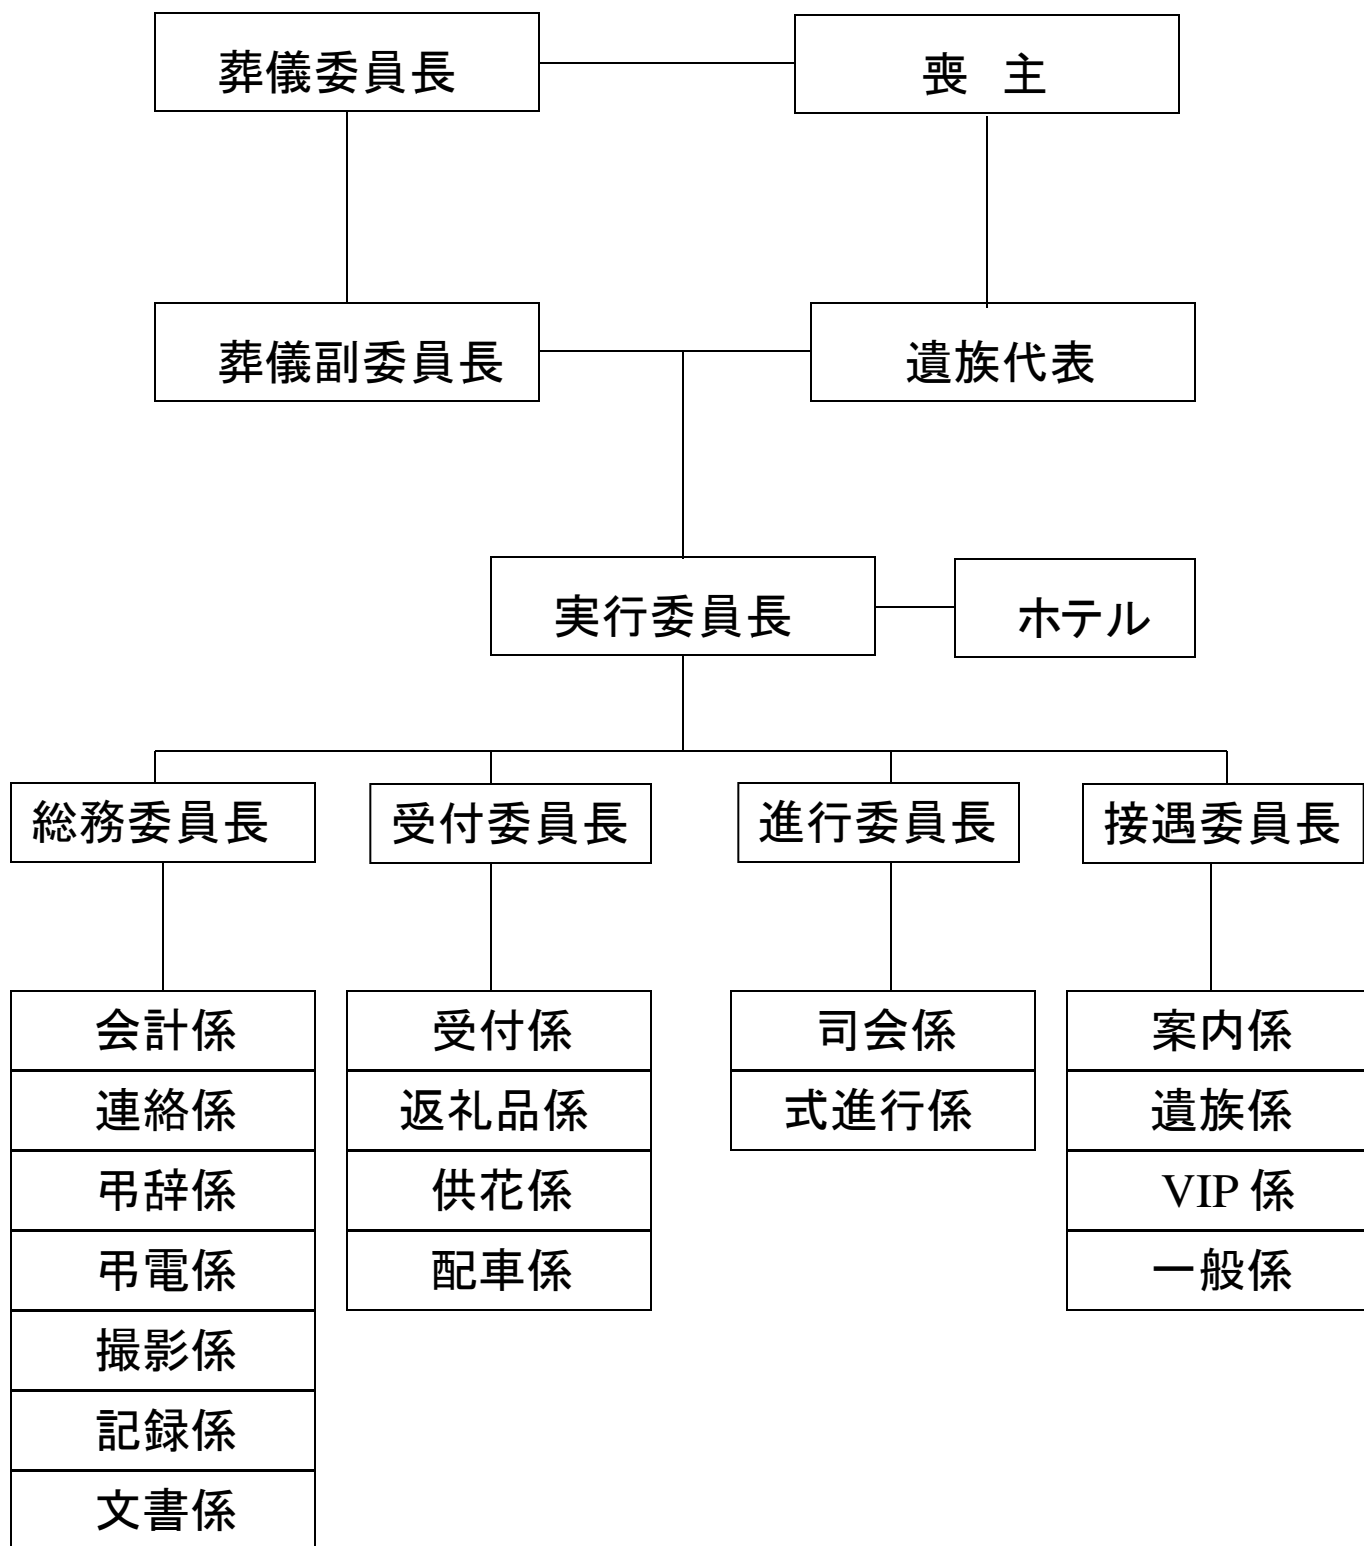 葬儀委員長
喪 主
葬儀副委員長
遺族代表
実行委員長
ホテル
総務委員長
受付委員長
進行委員長
接遇委員長
会計係
連絡係
弔辞係
弔電係
撮影係
記録係
文書係
受付係
返礼品係
供花係
配車係
司会係
式進行係
案内係
遺族係
VIP 係
一般係